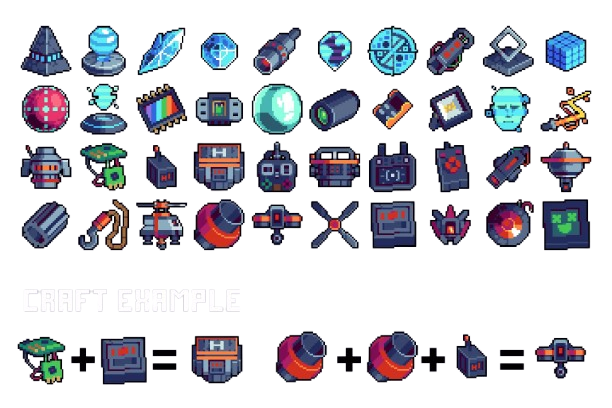 CRAFT EXAMPLE
+ =
+ + =